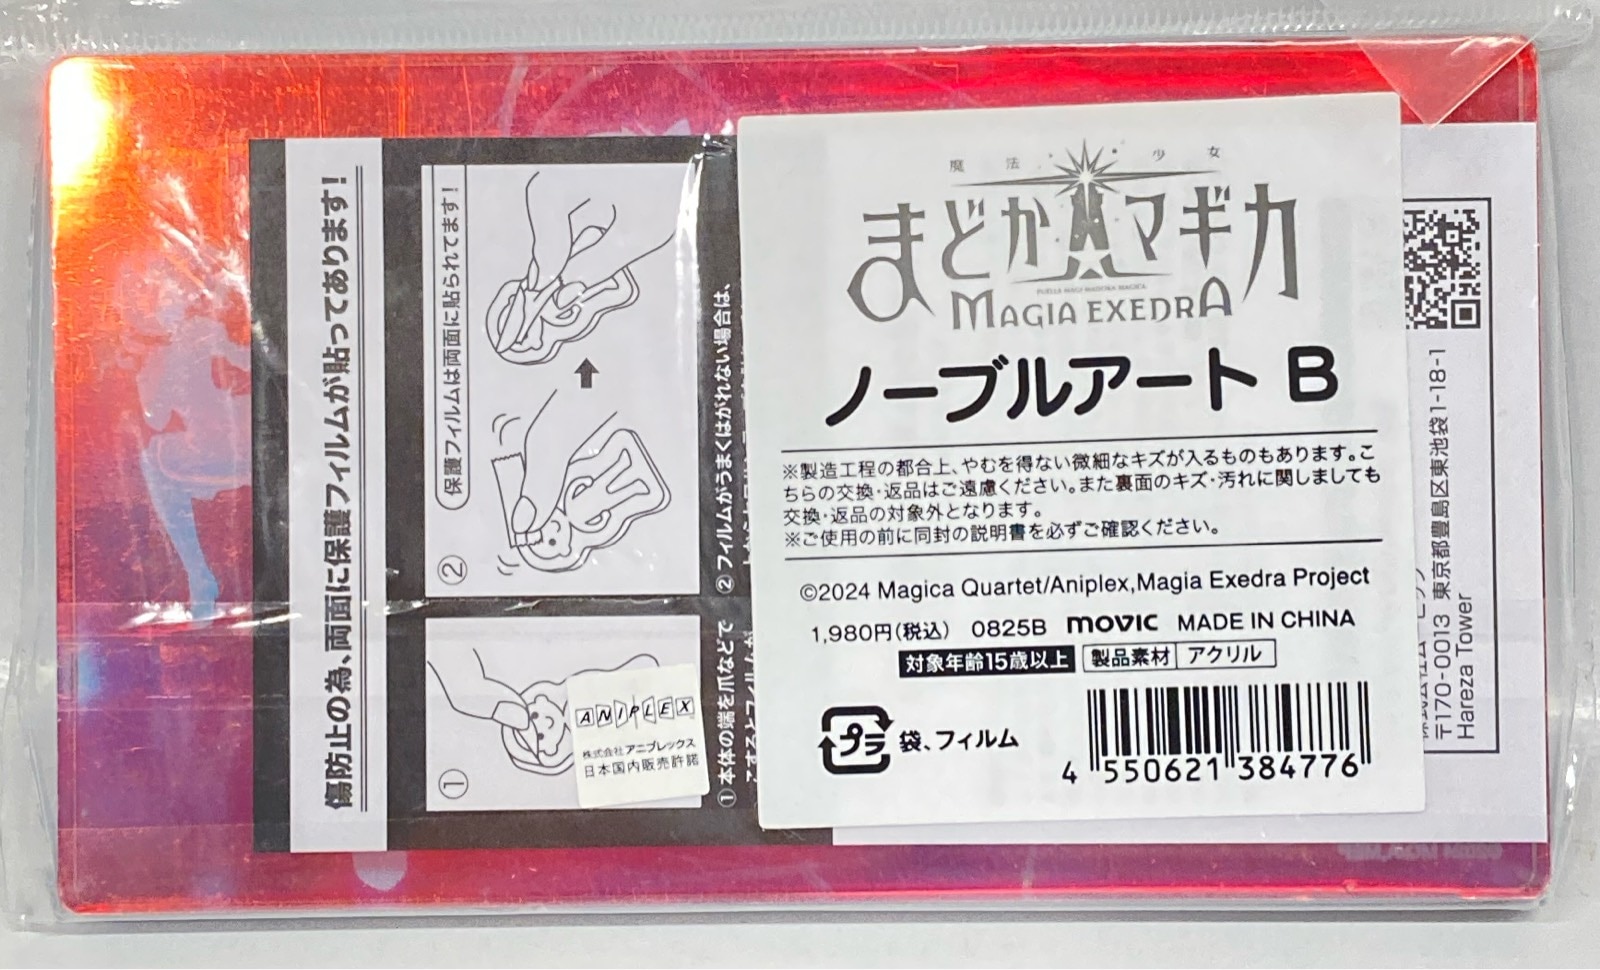 魔法少女
まどか☆マギカ
PUELLA MAGI MADOKA MAGICA
MAGIA EXEDRA
ノーブルアート B
※製造工程の都合上、やむを得ない微細なキズが入るものもあります。こ
ちらの交換・返品はご遠慮ください。また裏面のキズ・汚れに関しましても
交換・返品の対象外となります。
※ご使用の前に同封の説明書を必ずご確認ください。
©2024 Magica Quartet/Aniplex,Magia Exedra Project
1,980円(税込) 0825B movic MADE IN CHINA
対象年齢15歳以上 製品素材 アクリル
プラ 袋、フィルム
4 550621 384776
傷防止の為、両面に保護フィルムが貼ってあります!
保護フィルムは両面に貼られてます!
②
①
ANIPLEX
株式会社アニプレックス
日本国内販売許諾
①本体の端を爪などで
②フィルムがうまくはがれない場合は、
〒170-0013 東京都豊島区東池袋1-18-1
Hareza Tower